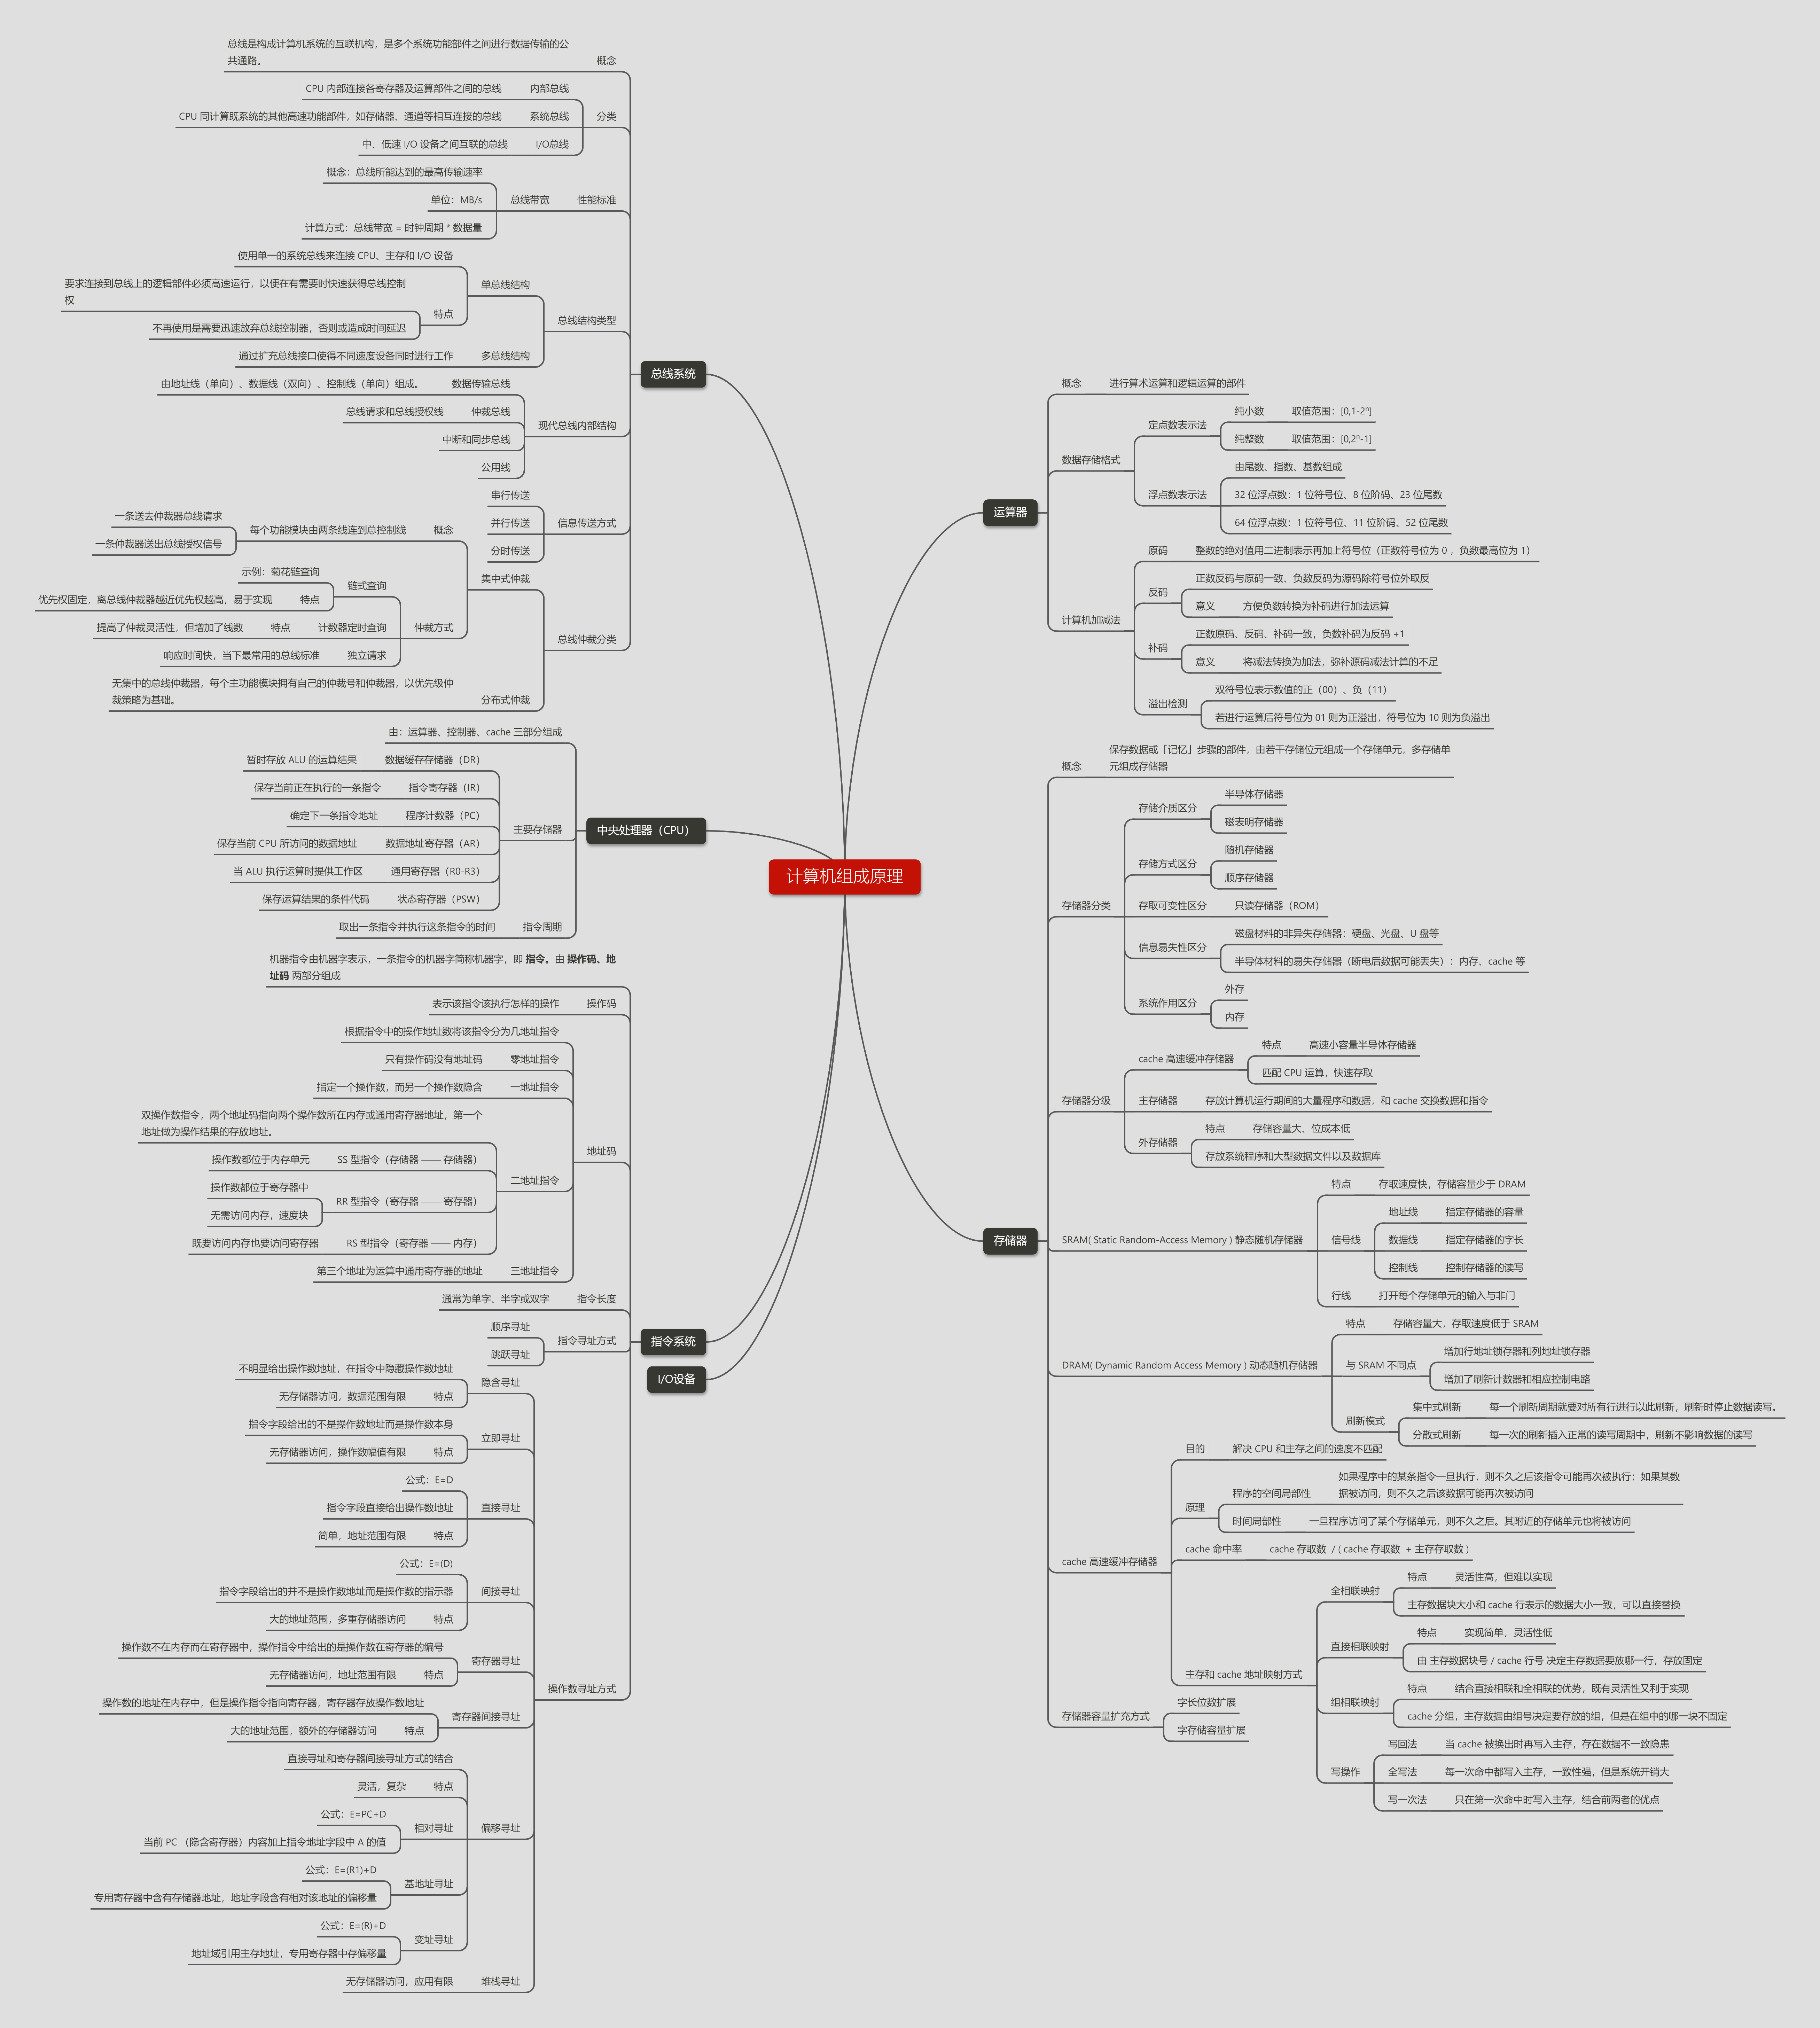 计算机组成原理
运算器
概念
进行算术运算和逻辑运算的部件
数据存储格式
定点数表示法
纯小数
取值范围：[0,1-2ⁿ]
纯整数
取值范围：[0,2ⁿ-1]
浮点数表示法
由尾数、指数、基数组成
32 位浮点数：1 位符号位、8 位阶码、23 位尾数
64 位浮点数：1 位符号位、11 位阶码、52 位尾数
计算机加减法
原码
整数的绝对值用二进制表示再加上符号位（正数符号位为 0 ，负数最高位为 1）
反码
正数反码与原码一致、负数反码为源码除符号位外取反
意义
方便负数转换为补码进行加法运算
补码
正数原码、反码、补码一致，负数补码为反码 +1
意义
将减法转换为加法，弥补源码减法计算的不足
溢出检测
双符号位表示数值的正（00）、负（11）
若进行运算后符号位为 01 则为正溢出，符号位为 10 则为负溢出
存储器
概念
保存数据或「记忆」步骤的部件，由若干存储位元组成一个存储单元，多存储单
元组成存储器
存储器分类
存储介质区分
半导体存储器
磁表明存储器
存储方式区分
随机存储器
顺序存储器
存取可变性区分
只读存储器（ROM）
信息易失性区分
磁盘材料的非异失存储器：硬盘、光盘、U 盘等
半导体材料的易失存储器（断电后数据可能丢失）：内存、cache 等
系统作用区分
外存
内存
存储器分级
cache 高速缓冲存储器
特点
高速小容量半导体存储器
匹配 CPU 运算，快速存取
主存储器
存放计算机运行期间的大量程序和数据，和 cache 交换数据和指令
外存储器
特点
存储容量大、位成本低
存放系统程序和大型数据文件以及数据库
SRAM( Static Random-Access Memory ) 静态随机存储器
特点
存取速度快，存储容量少于 DRAM
信号线
地址线
指定存储器的容量
数据线
指定存储器的字长
控制线
控制存储器的读写
行线
打开每个存储单元的输入与非门
DRAM( Dynamic Random Access Memory ) 动态随机存储器
特点
存储容量大，存取速度低于 SRAM
与 SRAM 不同点
增加行地址锁存器和列地址锁存器
增加了刷新计数器和相应控制电路
刷新模式
集中式刷新
每一个刷新周期就要对所有行进行以此刷新，刷新时停止数据读写。
分散式刷新
每一次的刷新插入正常的读写周期中，刷新不影响数据的读写
cache 高速缓冲存储器
目的
解决 CPU 和主存之间的速度不匹配
原理
程序的空间局部性
如果程序中的某条指令一旦执行，则不久之后该指令可能再次被执行；如果某数
据被访问，则不久之后该数据可能再次被访问
时间局部性
一旦程序访问了某个存储单元，则不久之后。其附近的存储单元也将被访问
cache 命中率
cache 存取数 / ( cache 存取数 + 主存存取数 )
主存和 cache 地址映射方式
全相联映射
特点
灵活性高，但难以实现
主存数据块大小和 cache 行表示的数据大小一致，可以直接替换
直接相联映射
特点
实现简单，灵活性低
由 主存数据块号 / cache 行号 决定主存数据要放哪一行，存放固定
组相联映射
特点
结合直接相联和全相联的优势，既有灵活性又利于实现
cache 分组，主存数据由组号决定要存放的组，但是在组中的哪一块不固定
写操作
写回法
当 cache 被换出时再写入主存，存在数据不一致隐患
全写法
每一次命中都写入主存，一致性强，但是系统开销大
写一次法
只在第一次命中时写入主存，结合前两者的优点
存储器容量扩充方式
字长位数扩展
字存储容量扩展
总线系统
概念
总线是构成计算机系统的互联机构，是多个系统功能部件之间进行数据传输的公
共通路。
分类
内部总线
CPU 内部连接各寄存器及运算部件之间的总线
系统总线
CPU 同计算既系统的其他高速功能部件，如存储器、通道等相互连接的总线
I/O总线
中、低速 I/O 设备之间互联的总线
性能标准
总线带宽
概念：总线所能达到的最高传输速率
单位：MB/s
计算方式：总线带宽 = 时钟周期 * 数据量
总线结构类型
单总线结构
使用单一的系统总线来连接 CPU、主存和 I/O 设备
特点
要求连接到总线上的逻辑部件必须高速运行，以便在有需要时快速获得总线控制
权
不再使用是需要迅速放弃总线控制器，否则或造成时间延迟
多总线结构
通过扩充总线接口使得不同速度设备同时进行工作
现代总线内部结构
数据传输总线
由地址线（单向）、数据线（双向）、控制线（单向）组成。
仲裁总线
总线请求和总线授权线
中断和同步总线
公用线
信息传送方式
串行传送
并行传送
分时传送
总线仲裁分类
集中式仲裁
概念
每个功能模块由两条线连到总控制线
一条送去仲裁器总线请求
一条仲裁器送出总线授权信号
仲裁方式
链式查询
示例：菊花链查询
特点
优先权固定，离总线仲裁器越近优先权越高，易于实现
计数器定时查询
特点
提高了仲裁灵活性，但增加了线数
独立请求
响应时间快，当下最常用的总线标准
分布式仲裁
无集中的总线仲裁器，每个主功能模块拥有自己的仲裁号和仲裁器，以优先级仲
裁策略为基础。
中央处理器（CPU）
由：运算器、控制器、cache 三部分组成
主要存储器
数据缓存存储器（DR）
暂时存放 ALU 的运算结果
指令寄存器（IR）
保存当前正在执行的一条指令
程序计数器（PC）
确定下一条指令地址
数据地址寄存器（AR）
保存当前 CPU 所访问的数据地址
通用寄存器（R0-R3）
当 ALU 执行运算时提供工作区
状态寄存器（PSW）
保存运算结果的条件代码
指令周期
取出一条指令并执行这条指令的时间
指令系统
机器指令由机器字表示，一条指令的机器字简称机器字，即 指令。由 操作码、地
址码 两部分组成
操作码
表示该指令该执行怎样的操作
地址码
根据指令中的操作地址数将该指令分为几地址指令
零地址指令
只有操作码没有地址码
一地址指令
指定一个操作数，而另一个操作数隐含
二地址指令
双操作数指令，两个地址码指向两个操作数所在内存或通用寄存器地址，第一个
地址做为操作结果的存放地址。
SS 型指令（存储器 —— 存储器）
操作数都位于内存单元
RR 型指令（寄存器 —— 寄存器）
操作数都位于寄存器中
无需访问内存，速度块
RS 型指令（寄存器 —— 内存）
既要访问内存也要访问寄存器
三地址指令
第三个地址为运算中通用寄存器的地址
指令长度
通常为单字、半字或双字
指令寻址方式
顺序寻址
跳跃寻址
操作数寻址方式
隐含寻址
不明显给出操作数地址，在指令中隐藏操作数地址
特点
无存储器访问，数据范围有限
立即寻址
指令字段给出的不是操作数地址而是操作数本身
特点
无存储器访问，操作数幅值有限
直接寻址
公式：E=D
指令字段直接给出操作数地址
特点
简单，地址范围有限
间接寻址
公式：E=(D)
指令字段给出的并不是操作数地址而是操作数的指示器
特点
大的地址范围，多重存储器访问
寄存器寻址
操作数不在内存而在寄存器中，操作指令中给出的是操作数在寄存器的编号
特点
无存储器访问，地址范围有限
寄存器间接寻址
操作数的地址在内存中，但是操作指令指向寄存器，寄存器存放操作数地址
特点
大的地址范围，额外的存储器访问
偏移寻址
直接寻址和寄存器间接寻址方式的结合
特点
灵活，复杂
相对寻址
公式：E=PC+D
当前 PC （隐含寄存器）内容加上指令地址字段中 A 的值
基地址寻址
公式：E=(R1)+D
专用寄存器中含有存储器地址，地址字段含有相对该地址的偏移量
变址寻址
公式：E=(R)+D
地址域引用主存地址，专用寄存器中存偏移量
堆栈寻址
无存储器访问，应用有限
I/O设备